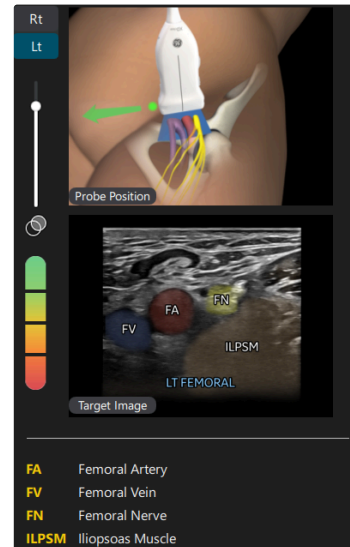 Rt
Lt
Probe Position
FV
FA
FN
ILPSM
LT FEMORAL
Target Image
FA Femoral Artery
FV Femoral Vein
FN Femoral Nerve
ILPSM Iliopsoas Muscle